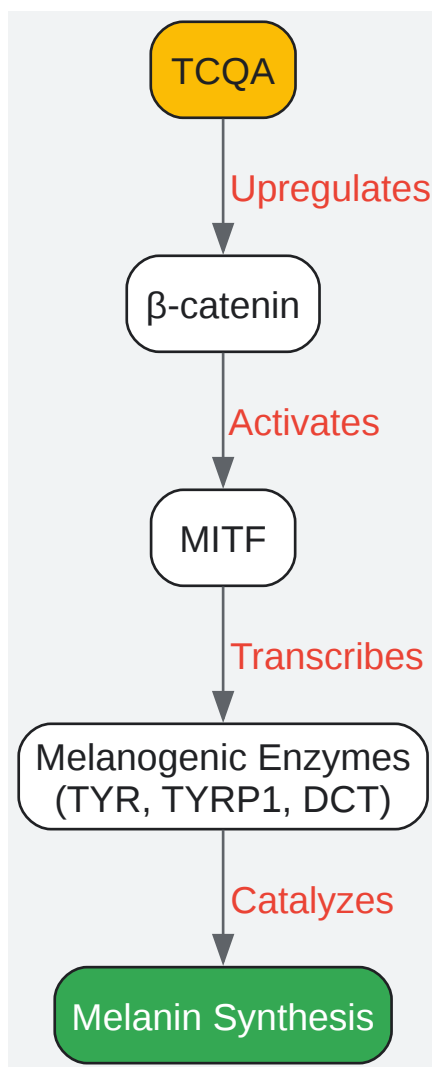 TCQA
Upregulates
β-catenin
Activates
MITF
Transcribes
Melanogenic Enzymes
(TYR, TYRP1, DCT)
Catalyzes
Melanin Synthesis